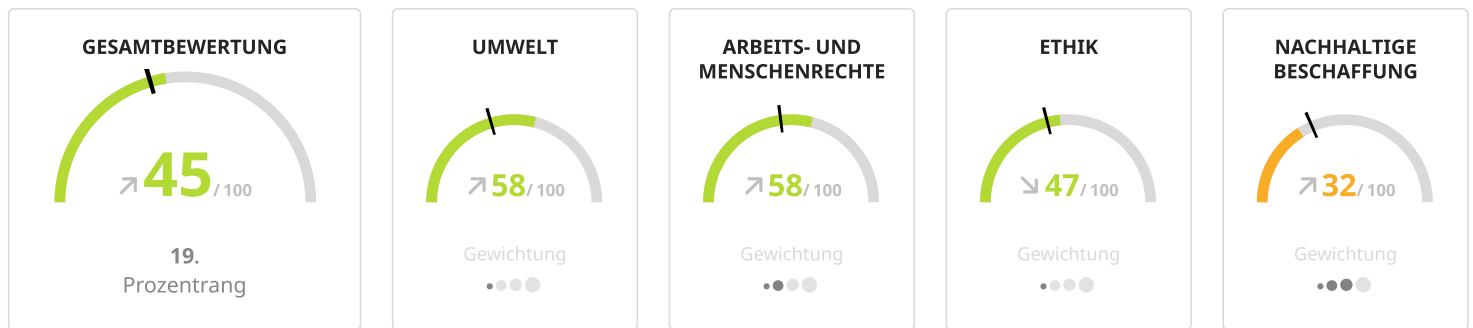 GESAMTBEWERTUNG
45 / 100
19.
Prozentrang
UMWELT
58 / 100
Gewichtung
ARBEITS- UND
MENSCHENRECHTE
58 / 100
Gewichtung
ETHIK
47 / 100
Gewichtung
NACHHALTIGE
BESCHAFFUNG
32 / 100
Gewichtung